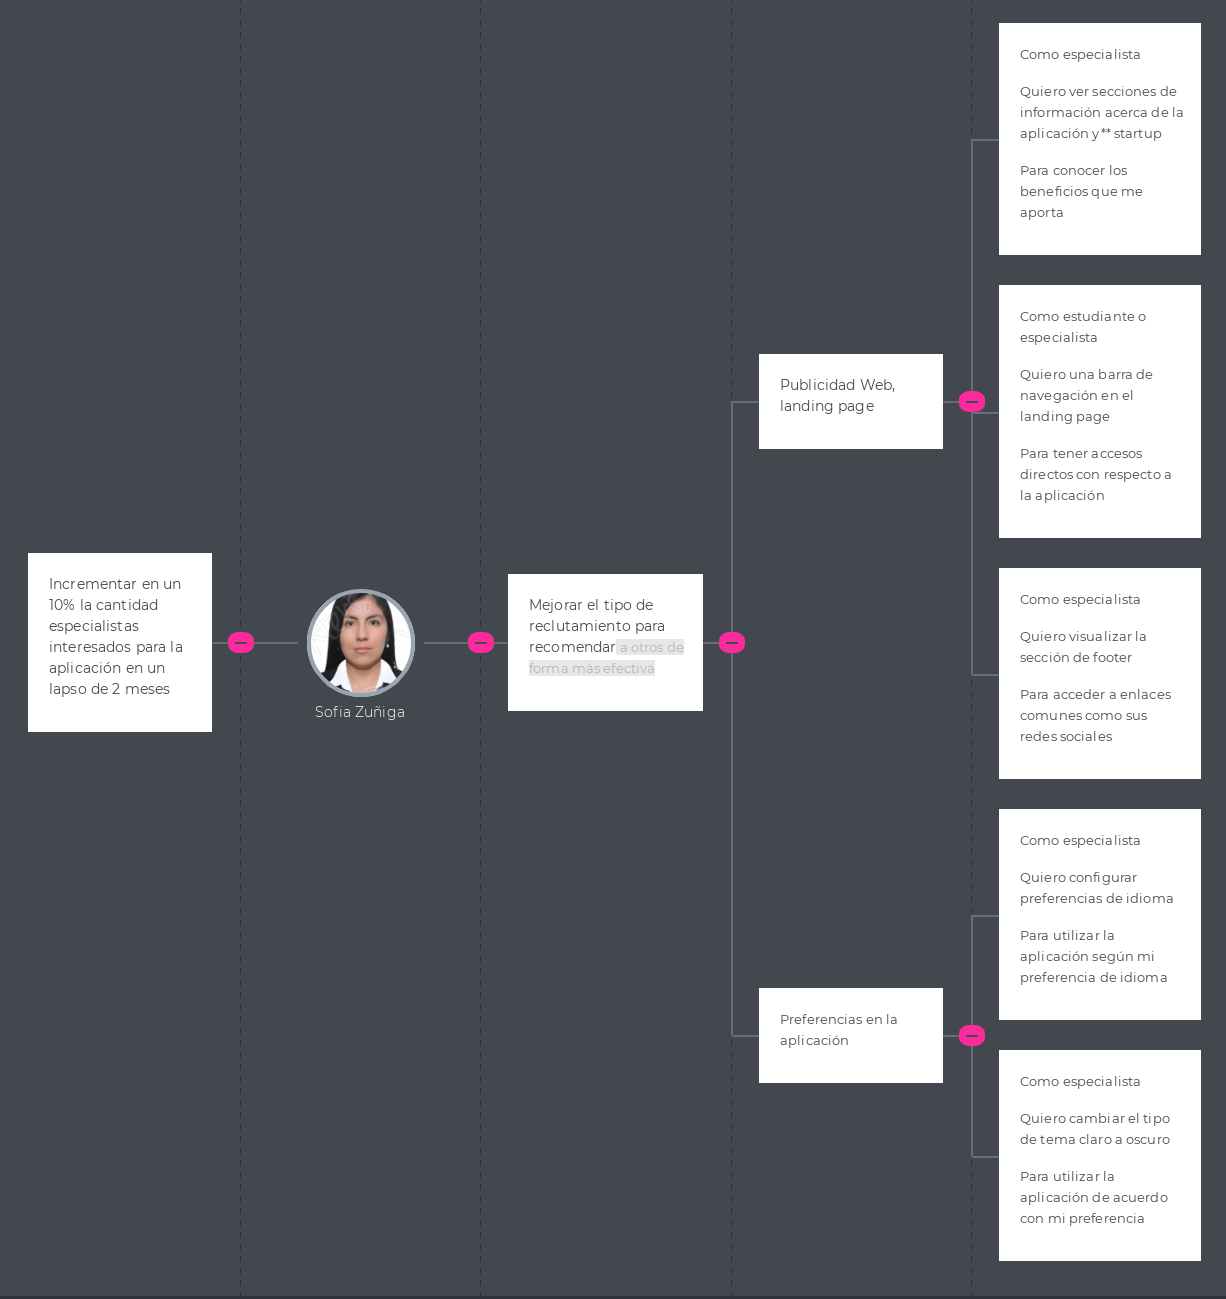 Incrementar en un
10% la cantidad
especialistas
interesados para la
aplicación en un
lapso de 2 meses
Sofia Zuñiga
Mejorar el tipo de
reclutamiento para
recomendar a otros de
forma más efectiva
Publicidad Web,
landing page
Como especialista
Quiero ver secciones de
información acerca de la
aplicación y** startup
Para conocer los
beneficios que me
aporta
Como estudiante o
especialista
Quiero una barra de
navegación en el
landing page
Para tener accesos
directos con respecto a
la aplicación
Como especialista
Quiero visualizar la
sección de footer
Para acceder a enlaces
comunes como sus
redes sociales
Preferencias en la
aplicación
Como especialista
Quiero configurar
preferencias de idioma
Para utilizar la
aplicación según mi
preferencia de idioma
Como especialista
Quiero cambiar el tipo
de tema claro a oscuro
Para utilizar la
aplicación de acuerdo
con mi preferencia